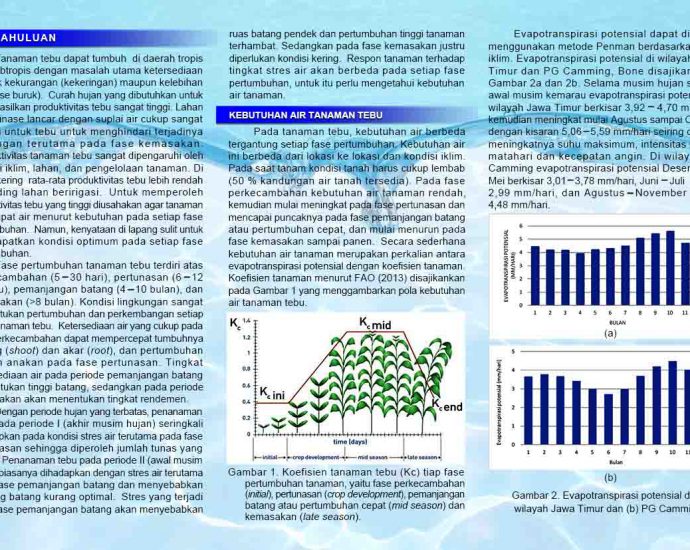 AHULUAN
anaman tebu dapat tumbuh di daerah tropis
btropis dengan masalah utama ketersediaan
k kekurangan (kekeringan) maupun kelebihan
se buruk). Curah hujan yang dibutuhkan untuk
asilkan produktivitas tebu sangat tinggi. Lahan
inase lancar dengan suplai air cukup sangat
i untuk tebu untuk menghindari terjadinya
ngan terutama pada fase kemasakan.
ktivitas tanaman tebu sangat dipengaruhi oleh
i iklim, lahan, dan pengelolaan tanaman. Di
kering rata-rata produktivitas tebu lebih rendah
ding lahan beririgasi. Untuk memperoleh
tivitas tebu yang tinggi diusahakan agar tanaman
pat air menurut kebutuhan pada setiap fase
buhan. Namun, kenyataan di lapang sulit untuk
apatkan kondisi optimum pada setiap fase
buhan.
ase pertumbuhan tanaman tebu terdiri atas
cambahan (5–30 hari), pertunasan (6–12
u), pemanjangan batang (4–10 bulan), dan
akan (>8 bulan). Kondisi lingkungan sangat
tukan pertumbuhan dan perkembangan setiap
naman tebu. Ketersediaan air yang cukup pada
erkecambahan dapat mempercepat tumbuhnya
g (shoot) dan akar (root), dan pertumbuhan
n anakan pada fase pertunasan. Tingkat
ediaan air pada periode pemanjangan batang
tukan tinggi batang, sedangkan pada periode
akan akan menentukan tingkat rendemen.
Dengan periode hujan yang terbatas, penanaman
ada periode I (akhir musim hujan) seringkali
pkan pada kondisi stres air terutama pada fase
asan sehingga diperoleh jumlah tunas yang
Penanaman tebu pada periode II (awal musim
biasanya dihadapkan dengan stres air terutama
ase pemanjangan batang dan menyebabkan
g batang kurang optimal. Stres yang terjadi
ase pemanjangan batang akan menyebabkan
ruas batang pendek dan pertumbuhan tinggi tanaman
terhambat. Sedangkan pada fase kemasakan justru
diperlukan kondisi kering. Respon tanaman terhadap
tingkat stres air akan berbeda pada setiap fase
pertumbuhan, untuk itu perlu mengetahui kebutuhan
air tanaman.
KEBUTUHAN AIR TANAMAN TEBU
Pada tanaman tebu, kebutuhan air berbeda
tergantung setiap fase pertumbuhan. Kebutuhan air
ini berbeda dari lokasi ke lokasi dan kondisi iklim.
Pada saat tanam kondisi tanah harus cukup lembab
(50 % kandungan air tanah tersedia). Pada fase
perkecambahan kebutuhan air tanaman rendah,
kemudian mulai meningkat pada fase pertunasan dan
mencapai puncaknya pada fase pemanjangan batang
atau pertumbuhan cepat, dan mulai menurun pada
fase kemasakan sampai panen. Secara sederhana
kebutuhan air tanaman merupakan perkalian antara
evapotranspirasi potensial dengan koefisien tanaman.
Koefisien tanaman menurut FAO (2013) disajikankan
pada Gambar 1 yang menggambarkan pola kebutuhan
air tanaman tebu.
Kc
1.4
1.2
1.0
0.8
0.6
0.4
0.2
0.0
Kc ini
Kc mid
Kc end
time (days)
initial
crop development
mid season
late season
Gambar 1. Koefisien tanaman tebu (Kc) tiap fase
pertumbuhan tanaman, yaitu fase perkecambahan
(initial), pertunasan (crop development), pemanjangan
batang atau pertumbuhan cepat (mid season) dan
kemasakan (late season).
Evapotranspirasi potensial dapat di
menggunakan metode Penman berdasarka
iklim. Evapotranspirasi potensial di wilayah
Timur dan PG Camming, Bone disajikan
Gambar 2a dan 2b. Selama musim hujan s
awal musim kemarau evapotranspirasi poten
wilayah Jawa Timur berkisar 3,92 – 4,70 m
kemudian meningkat mulai Agustus sampai O
dengan kisaran 5,06–5,59 mm/hari seiring d
meningkatnya suhu maksimum, intensitas
matahari dan kecepatan angin. Di wilay
Camming evapotranspirasi potensial Desem
Mei berkisar 3,01–3,78 mm/hari, Juni – Juli
2,99 mm/hari, dan Agustus – November
4,48 mm/hari.
EVAPOTRANSPIRASI POTENSIAL
(MM/HARI)
6
5
4
3
2
1
0
1 2 3 4 5 6 7 8 9 10 11
BULAN
(a)
Evapotranspirasi potensial (mm/hari)
5
4
3
2
1
0
1 2 3 4 5 6 7 8 9 10 11
Bulan
(b)
Gambar 2. Evapotranspirasi potensial d
wilayah Jawa Timur dan (b) PG Cammin